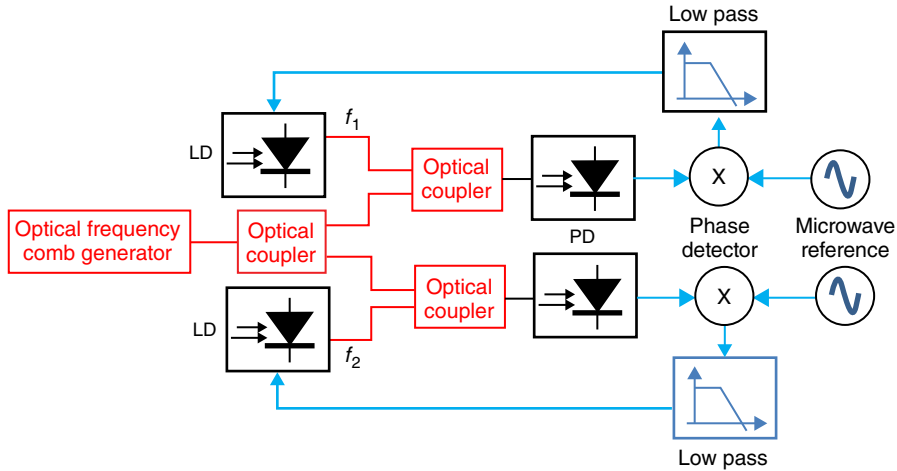 Low pass
f1
LD
Optical
coupler
X
Optical frequency
comb generator
Optical
coupler
PD
Phase
detector
Microwave
reference
Optical
coupler
X
LD
f2
Low pass